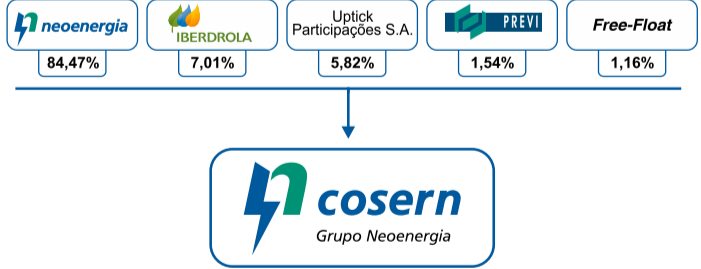 neoenergia
IBERDROLA
Uptick
Participações S.A.
PREVI
Free-Float
84,47%
7,01%
5,82%
1,54%
1,16%
cosern
Grupo Neoenergia